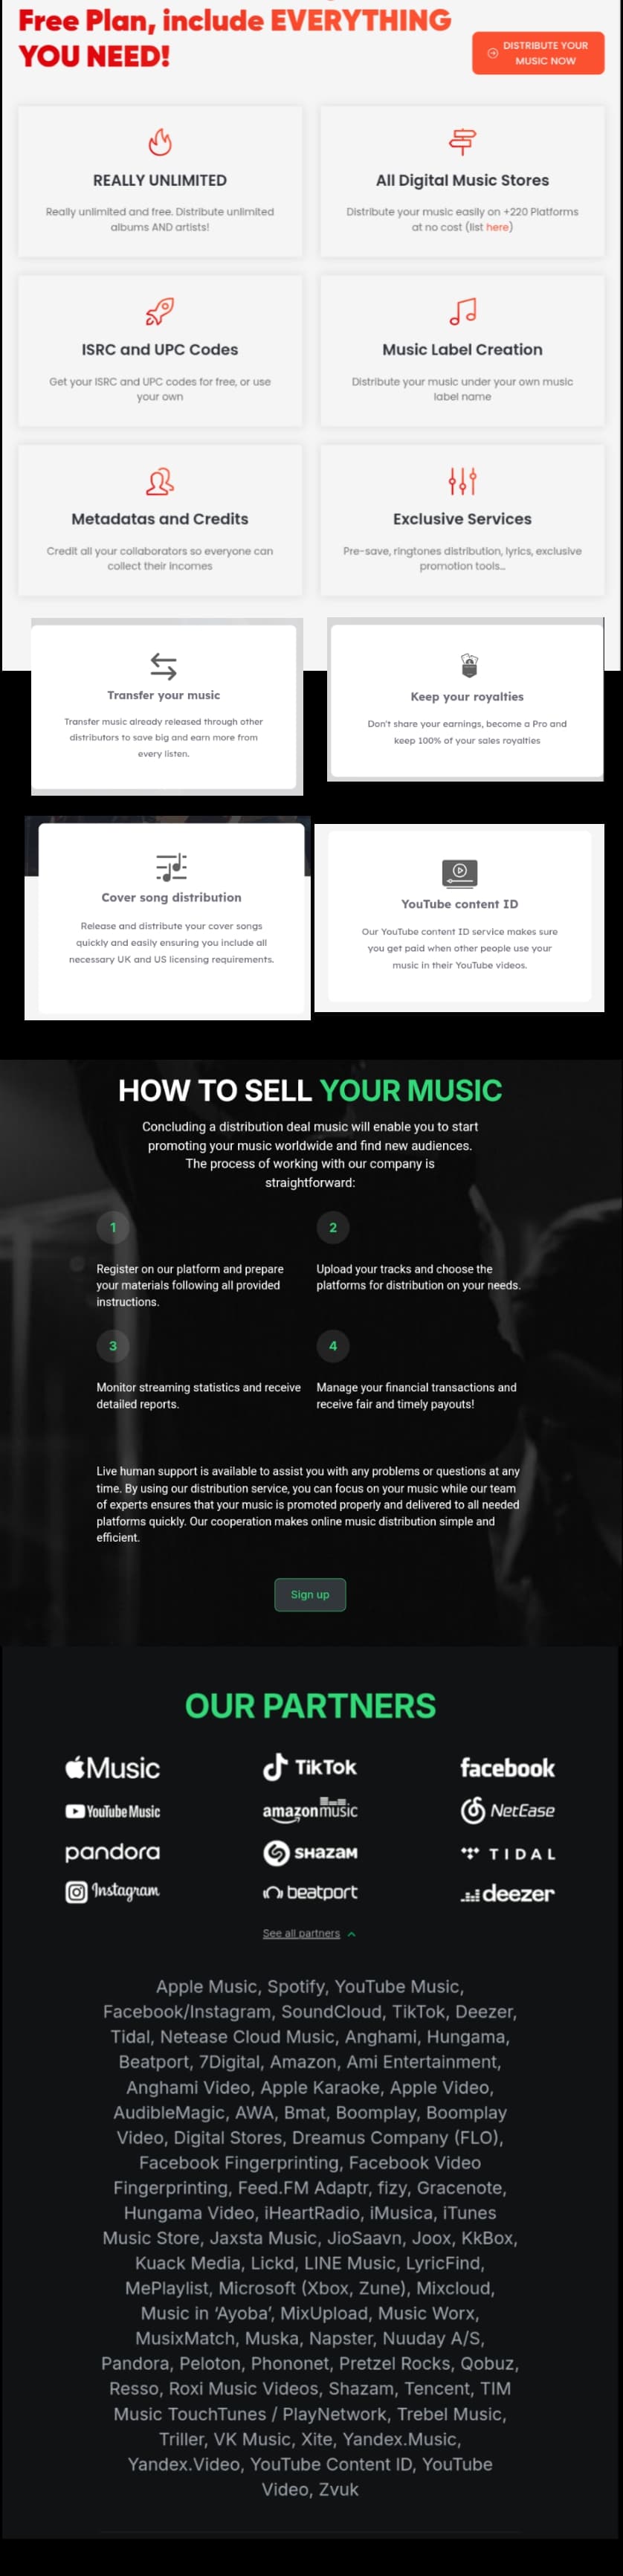 Free Plan, include EVERYTHING
YOU NEED!
DISTRIBUTE YOUR
MUSIC NOW
REALLY UNLIMITED
Really unlimited and free. Distribute unlimited
albums AND artists!
All Digital Music Stores
Distribute your music easily on +220 Platforms
at no cost (list here)
ISRC and UPC Codes
Get your ISRC and UPC codes for free, or use
your own
Music Label Creation
Distribute your music under your own music
label name
Metadatas and Credits
Credit all your collaborators so everyone can
collect their incomes
Exclusive Services
Pre-save, ringtones distribution, lyrics, exclusive
promotion tools...
Transfer your music
Transfer music already released through other
distributors to save big and earn more from
every listen.
Keep your royalties
Don't share your earnings, become a Pro and
keep 100% of your sales royalties
Cover song distribution
Release and distribute your cover songs
quickly and easily ensuring you include all
necessary UK and US licensing requirements.
YouTube content ID
Our YouTube content ID service makes sure
you get paid when other people use your
music in their YouTube videos.
HOW TO SELL YOUR MUSIC
Concluding a distribution deal music will enable you to start
promoting your music worldwide and find new audiences.
The process of working with our company is
straightforward:
1
Register on our platform and prepare
your materials following all provided
instructions.
2
Upload your tracks and choose the
platforms for distribution on your needs.
3
Monitor streaming statistics and receive
detailed reports.
4
Manage your financial transactions and
receive fair and timely payouts!
Live human support is available to assist you with any problems or questions at any
time. By using our distribution service, you can focus on your music while our team
of experts ensures that your music is promoted properly and delivered to all needed
platforms quickly. Our cooperation makes online music distribution simple and
efficient.
Sign up
OUR PARTNERS
Music
TikTok
facebook
YouTube Music
amazon music
NetEase
pandora
SHAZAM
TIDAL
Instagram
beatport
deezer
See all partners
Apple Music, Spotify, YouTube Music,
Facebook/Instagram, SoundCloud, TikTok, Deezer,
Tidal, Netease Cloud Music, Anghami, Hungama,
Beatport, 7Digital, Amazon, Ami Entertainment,
Anghami Video, Apple Karaoke, Apple Video,
AudibleMagic, AWA, Bmat, Boomplay, Boomplay
Video, Digital Stores, Dreamus Company (FLO),
Facebook Fingerprinting, Facebook Video
Fingerprinting, Feed.FM Adaptr, fizy, Gracenote,
Hungama Video, iHeartRadio, iMusica, iTunes
Music Store, Jaxsta Music, JioSaavn, Joox, KkBox,
Kuack Media, Lickd, LINE Music, LyricFind,
MePlaylist, Microsoft (Xbox, Zune), Mixcloud,
Music in ‘Ayoba’, MixUpload, Music Worx,
MusixMatch, Muska, Napster, Nuuday A/S,
Pandora, Peloton, Phononet, Pretzel Rocks, Qobuz,
Resso, Roxi Music Videos, Shazam, Tencent, TIM
Music TouchTunes / PlayNetwork, Trebel Music,
Triller, VK Music, Xite, Yandex.Music,
Yandex.Video, YouTube Content ID, YouTube
Video, Zvuk